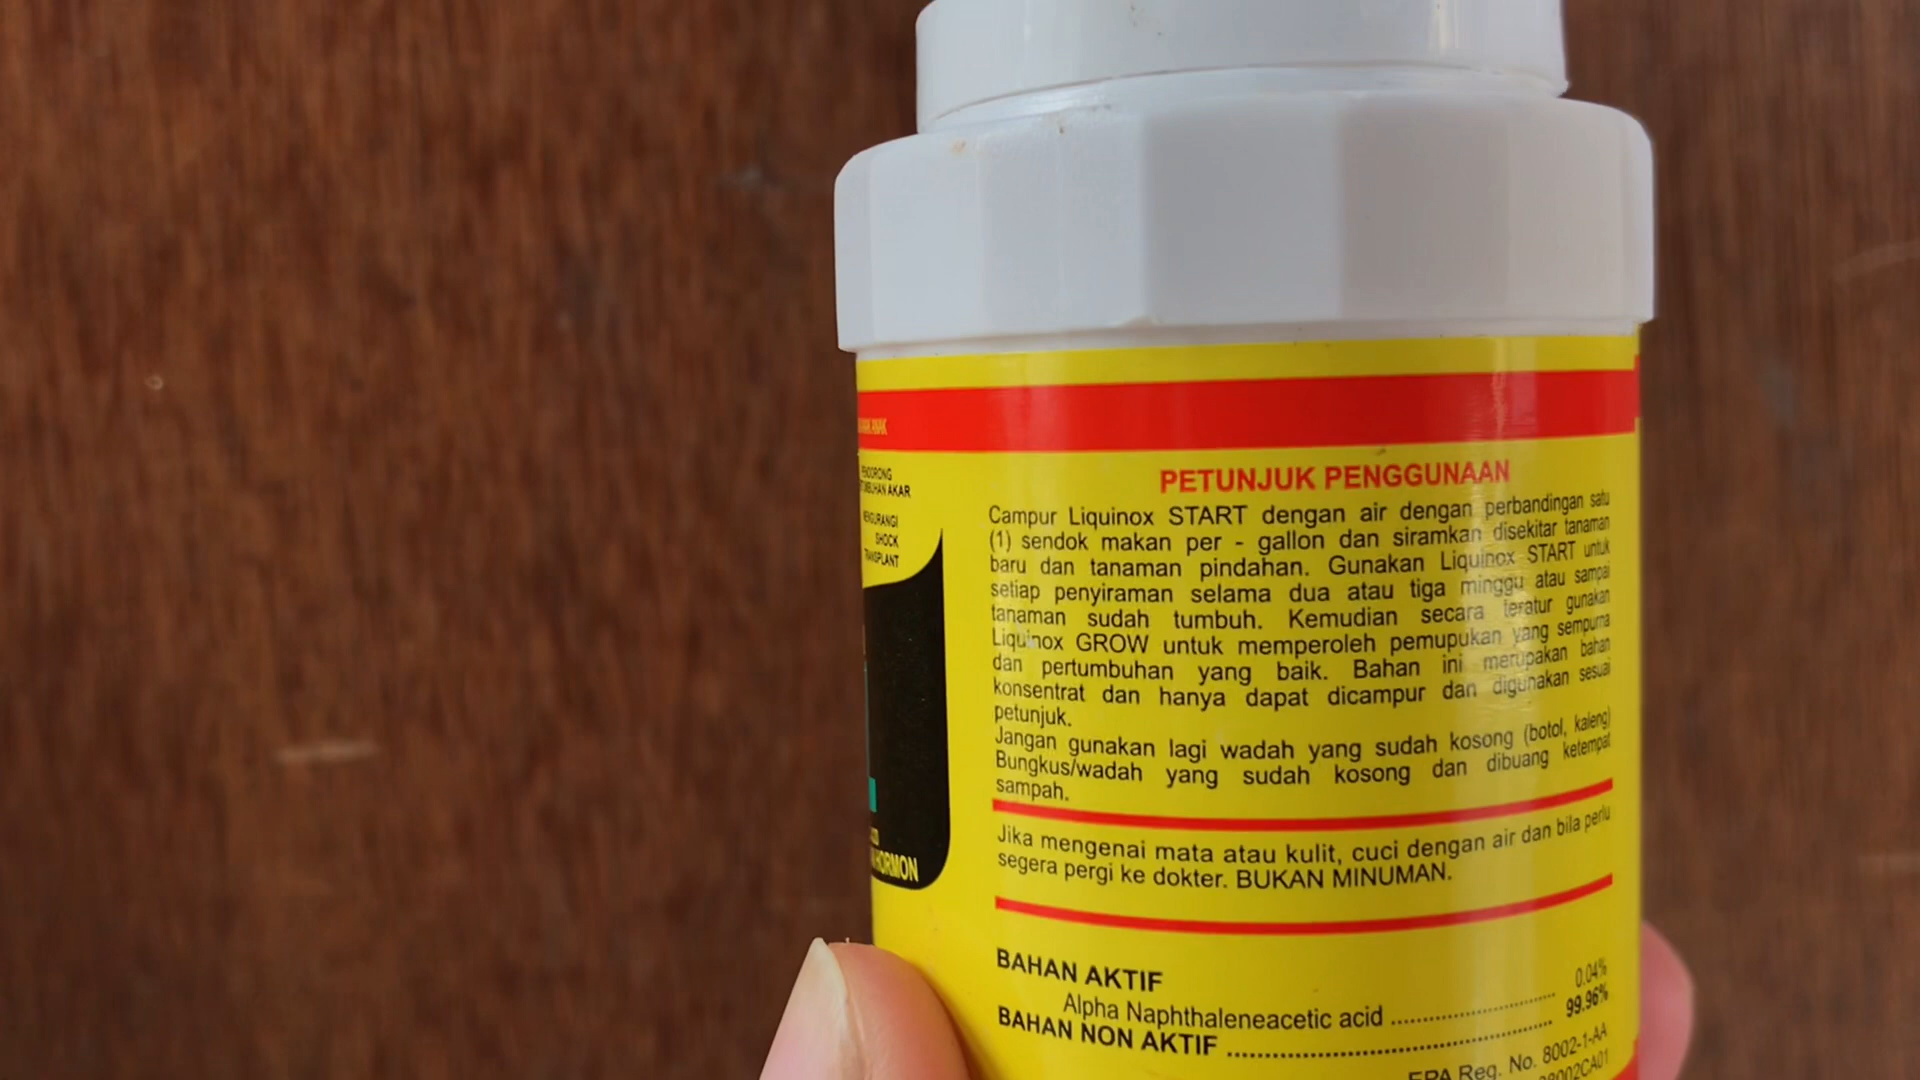 ANAK
PENDORONG
AKAR
MENGURANGI
SHOCK
TRANSPLANT
HORMON
PETUNJUK PENGGUNAAN
Campur Liquinox START dengan air dengan perbandingan satu
(1) sendok makan per - gallon dan siramkan disekitar tanaman
baru dan tanaman pindahan. Gunakan Liquinox START untuk
setiap penyiraman selama dua atau tiga minggu atau sampai
tanaman sudah tumbuh. Kemudian secara teratur gunakan
Liquinox GROW untuk memperoleh pemupukan yang sempurna
dan pertumbuhan yang baik. Bahan ini merupakan bahan
konsentrat dan hanya dapat dicampur dan digunakan sesuai
petunjuk.
Jangan gunakan lagi wadah yang sudah kosong (botol, kaleng)
Bungkus/wadah yang sudah kosong dan dibuang ketempat
sampah.
Jika mengenai mata atau kulit, cuci dengan air dan bila perlu
segera pergi ke dokter. BUKAN MINUMAN.
BAHAN AKTIF
Alpha Naphthaleneacetic acid .................... 0.04%
BAHAN NON AKTIF ........................................ 99.96%
EPA Reg. No. 8002-1-AA
8002CA01